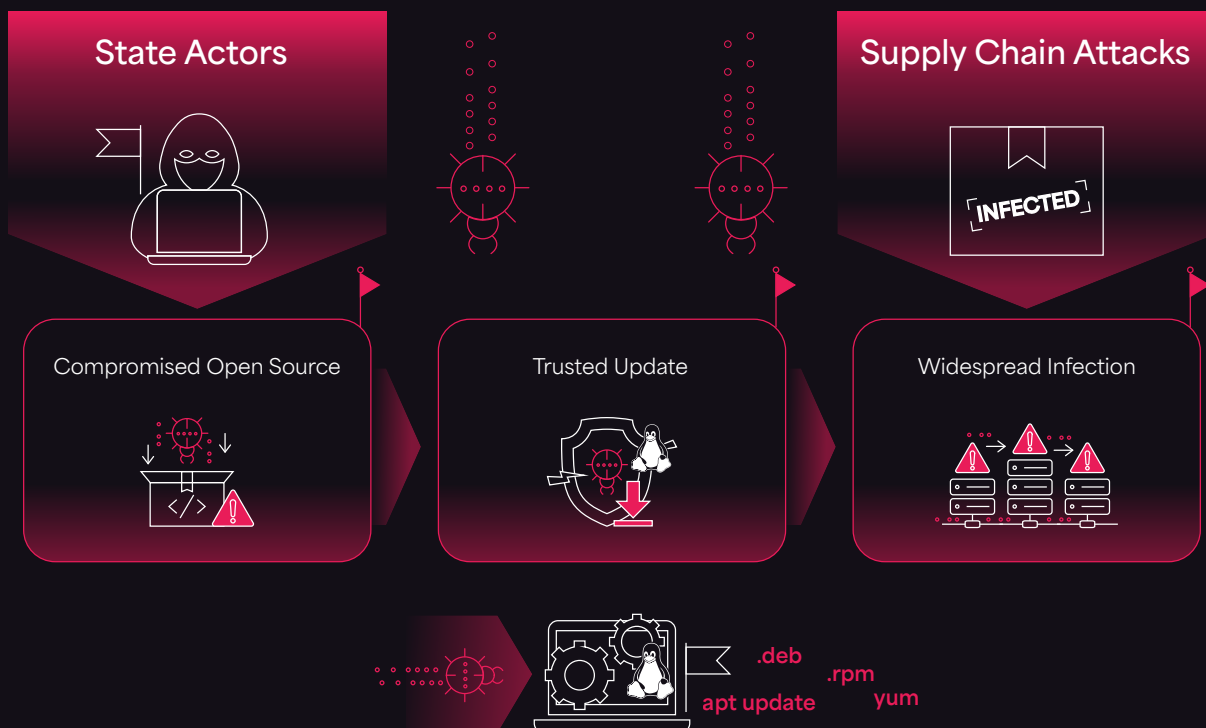 State Actors
Supply Chain Attacks
INFECTED
Compromised Open Source
Trusted Update
Widespread Infection
</>
.deb
.rpm
apt update
yum